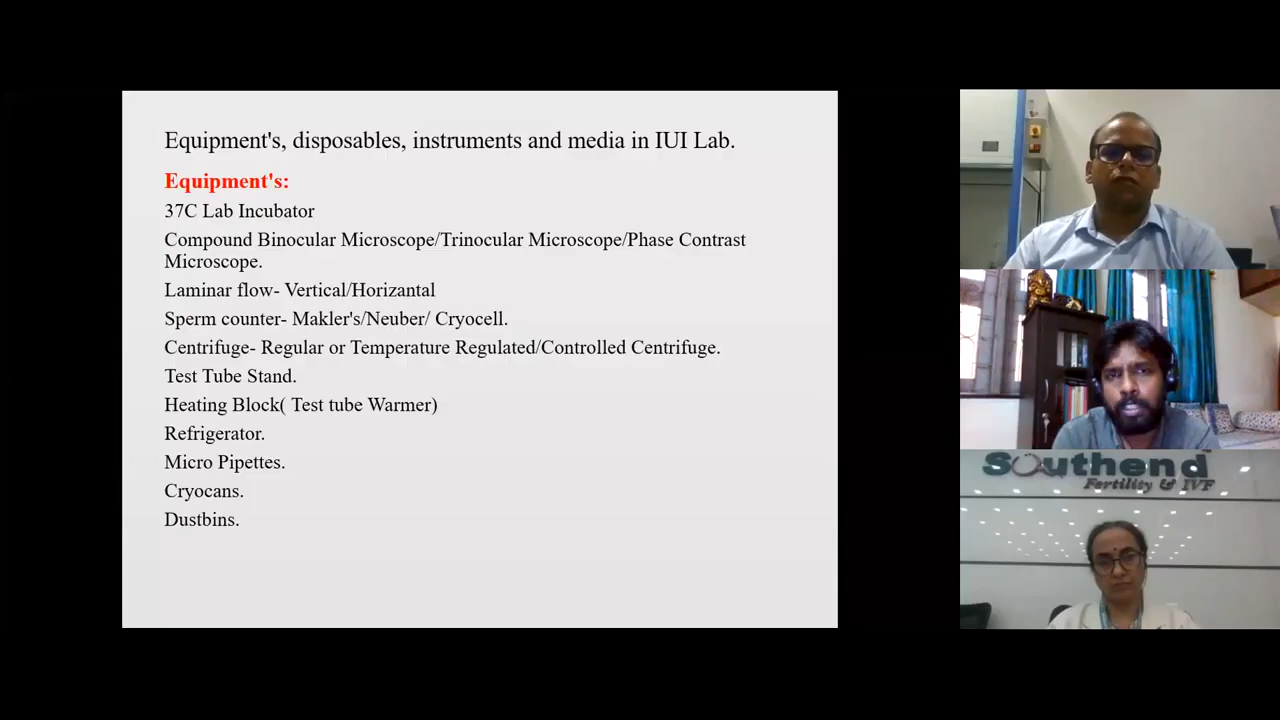 Equipment's, disposables, instruments and media in IUI Lab.
Equipment's:
37C Lab Incubator
Compound Binocular Microscope/Trinocular Microscope/Phase Contrast
Microscope.
Laminar flow- Vertical/Horizantal
Sperm counter- Makler's/Neuber/ Cryocell.
Centrifuge- Regular or Temperature Regulated/Controlled Centrifuge.
Test Tube Stand.
Heating Block( Test tube Warmer)
Refrigerator.
Micro Pipettes.
Cryocans.
Dustbins.
Southend
Fertility & IVF